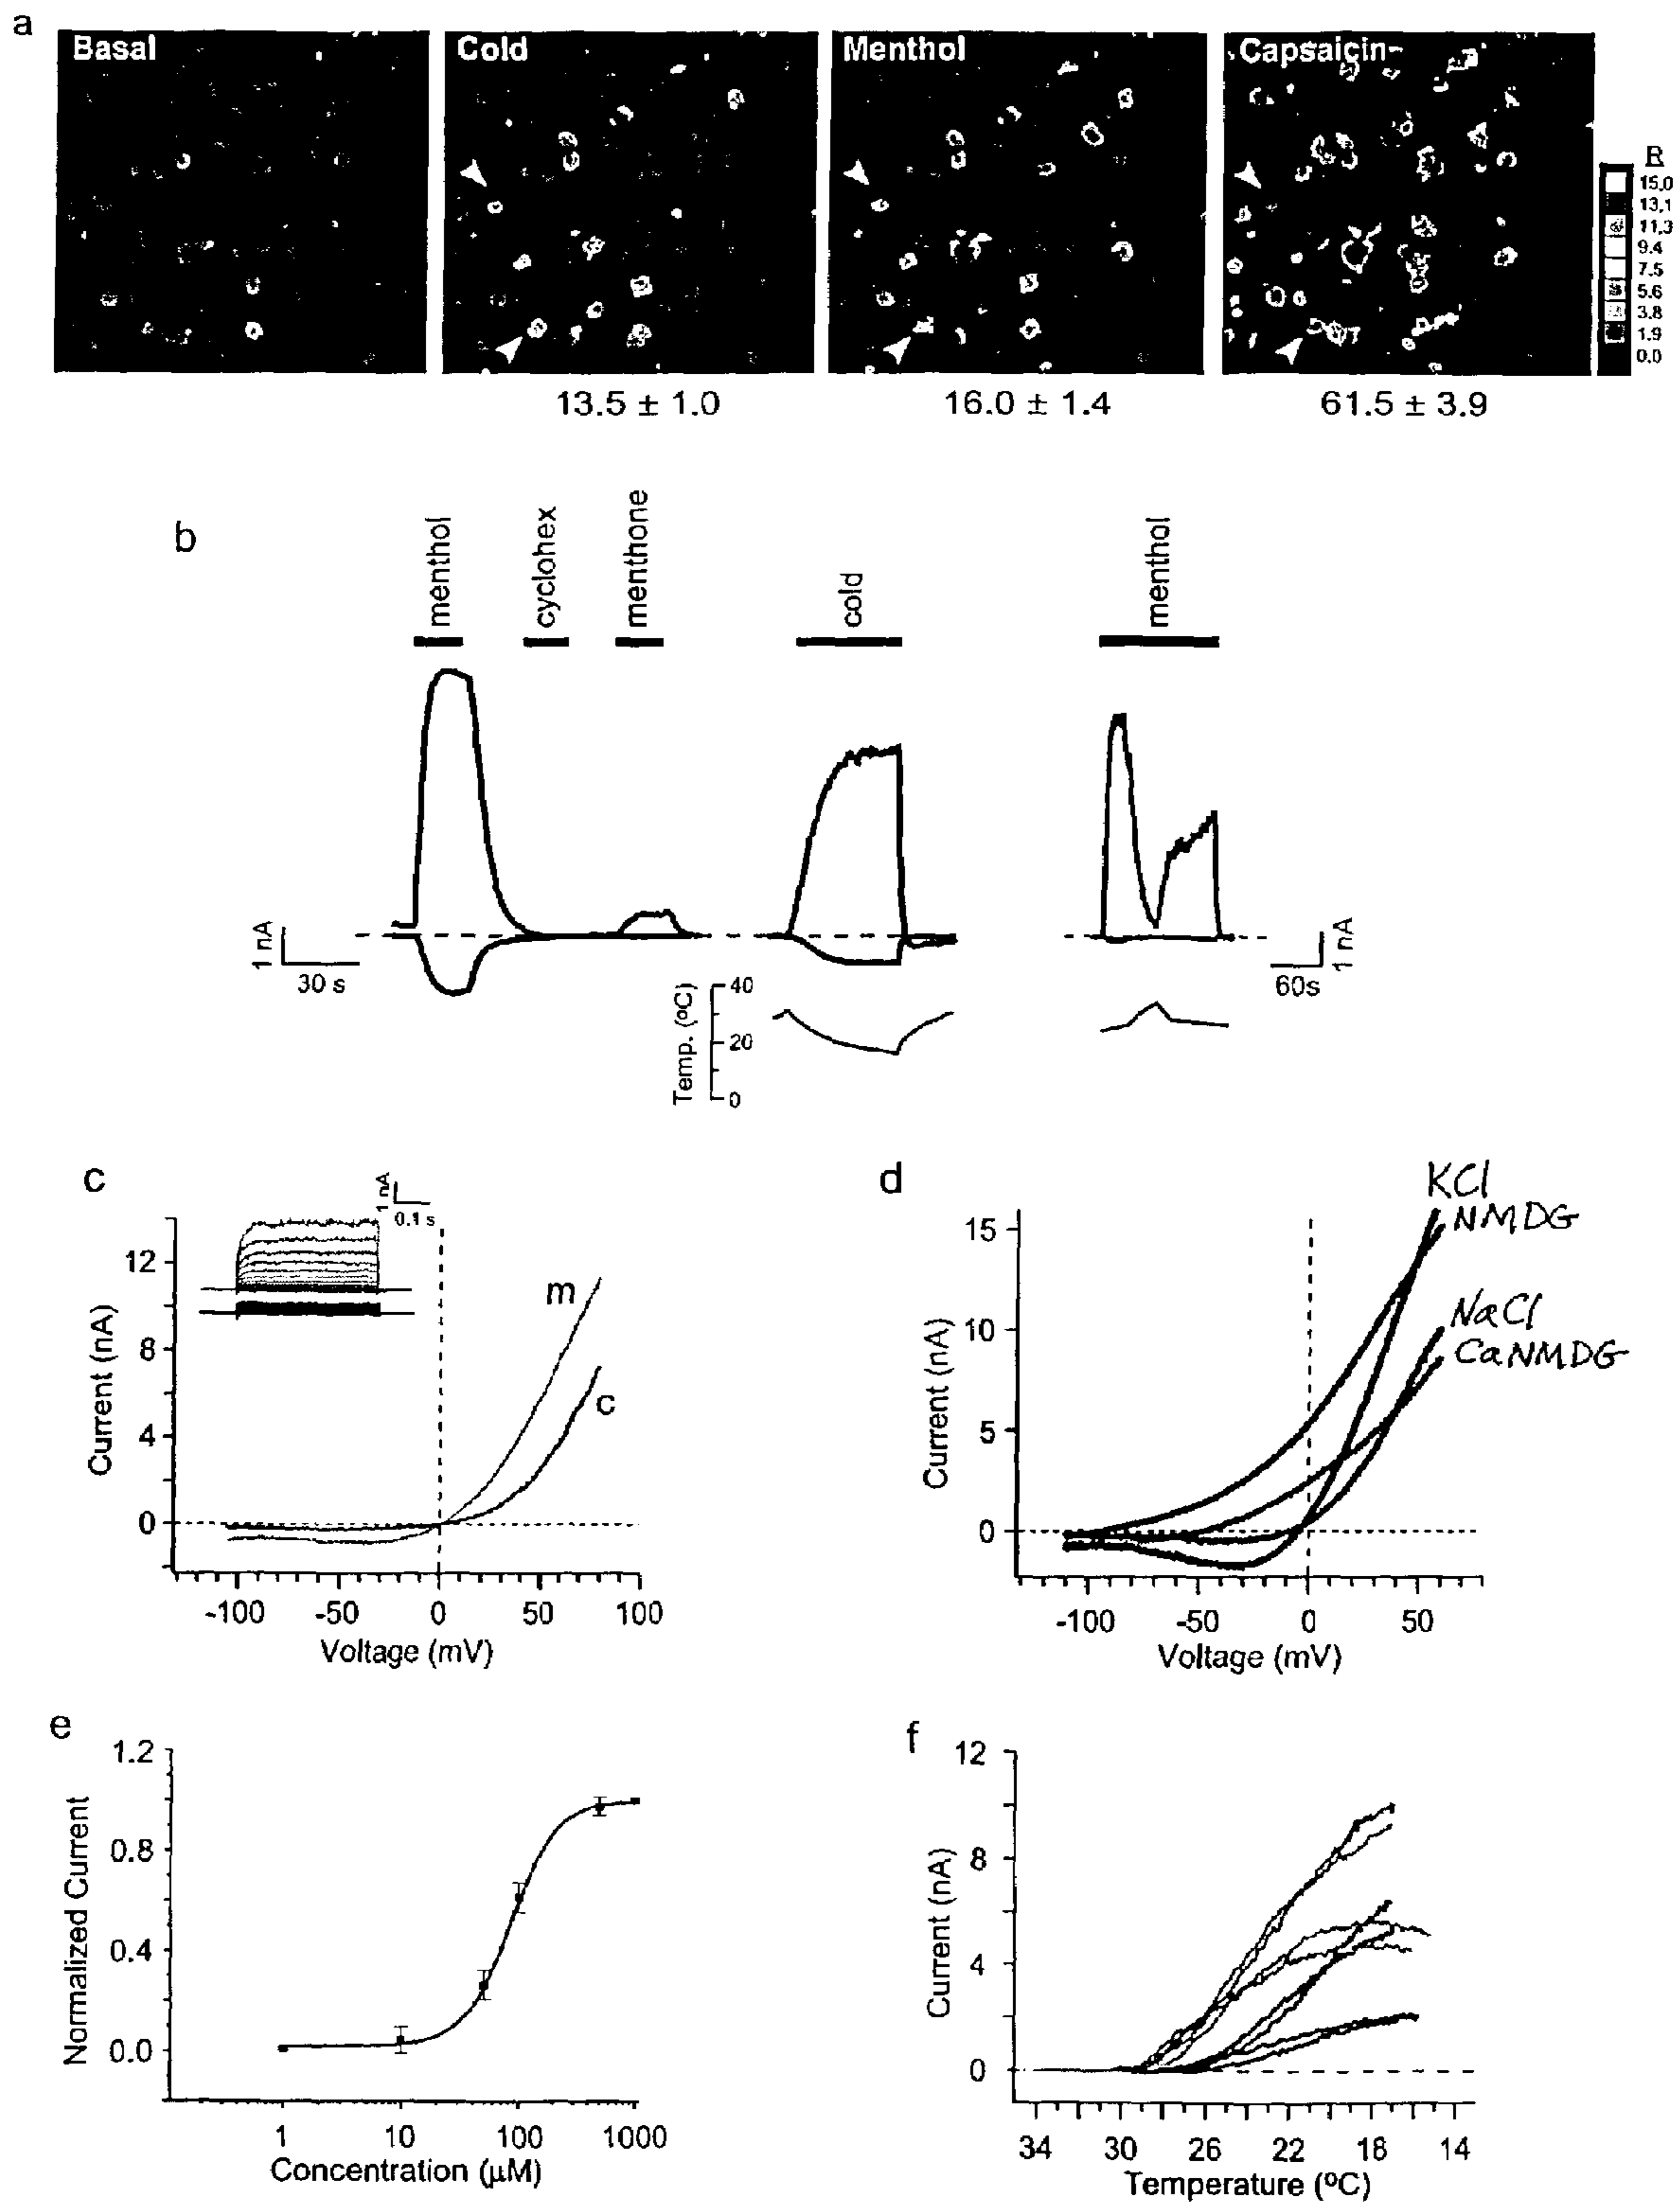 a
Basal
Cold
Menthol
Capsaicin
R
15.0
13.1
11.3
9.4
7.5
5.6
3.8
1.9
0.0
13.5 ± 1.0
16.0 ± 1.4
61.5 ± 3.9
b
menthol
cyclohex
menthone
cold
menthol
1 nA
30 s
1 nA
60s
Temp. (ºC)
40
20
0
c
1 nA
0.1 s
12
8
4
0
Current (nA)
m
c
-100 -50 0 50 100
Voltage (mV)
d
KCl
NMDG
NaCl
CaNMDG
15
10
5
0
Current (nA)
-100 -50 0 50
Voltage (mV)
e
1.2
0.8
0.4
0.0
Normalized Current
1 10 100 1000
Concentration (µM)
f
12
8
4
0
Current (nA)
34 30 26 22 18 14
Temperature (ºC)